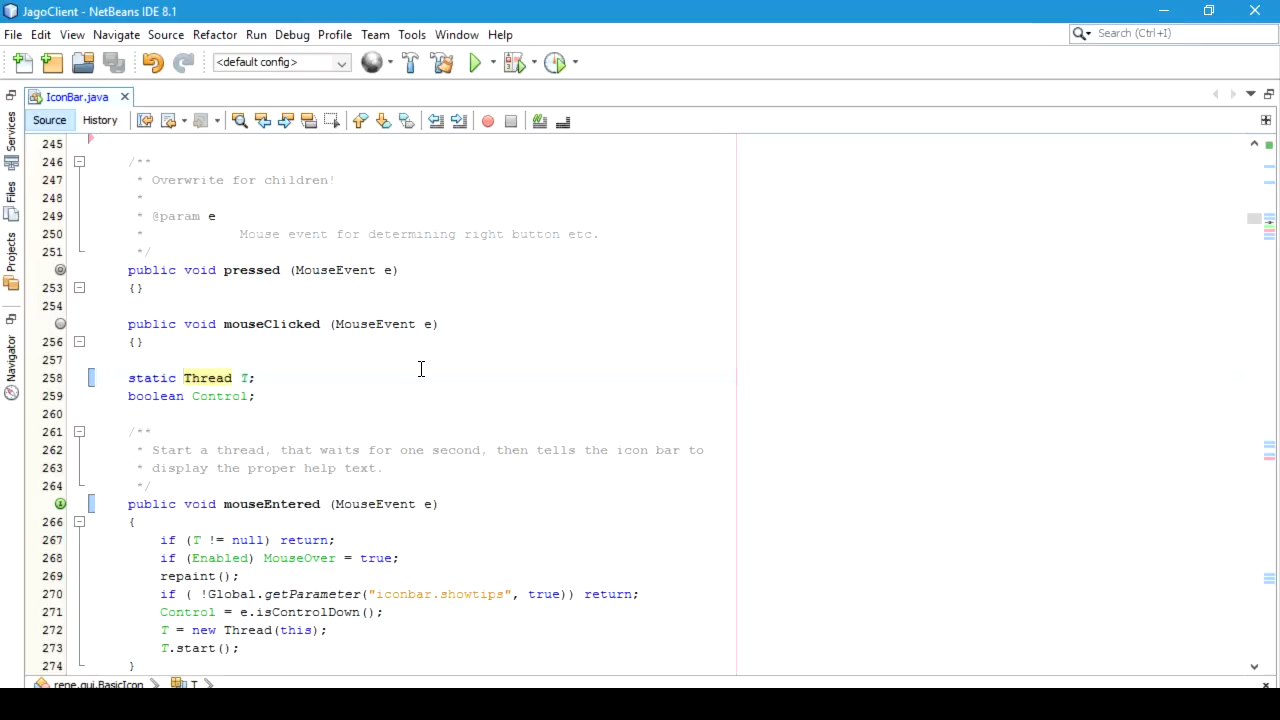 JagoClient - NetBeans IDE 8.1
File Edit View Navigate Source Refactor Run Debug Profile Team Tools Window Help
Search (Ctrl+I)
<default config>
IconBar.java
Source History
Services
Files
Projects
Navigator
245
246 /**
247 * Overwrite for children!
248 *
249 * @param e
250 * Mouse event for determining right button etc.
251 */
public void pressed (MouseEvent e)
253 {}
254
public void mouseClicked (MouseEvent e)
256 {}
257
258 static Thread T;
259 boolean Control;
260
261 /**
262 * Start a thread, that waits for one second, then tells the icon bar to
263 * display the proper help text.
264 */
public void mouseEntered (MouseEvent e)
266 {
267 if (T != null) return;
268 if (Enabled) MouseOver = true;
269 repaint();
270 if ( !Global.getParameter("iconbar.showtips", true)) return;
271 Control = e.isControlDown();
272 T = new Thread(this);
273 T.start();
274 }
rene.gui.BasicIcon T